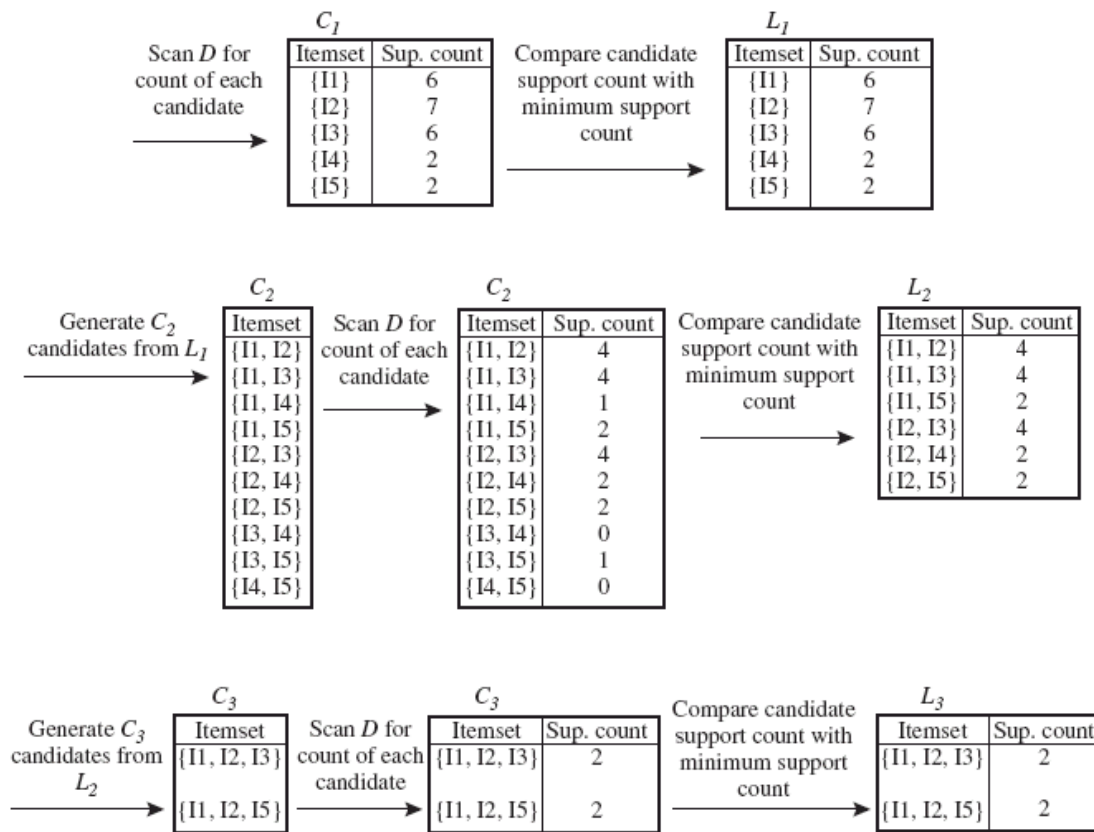 C1
L1
Scan D for
count of each
candidate
Itemset Sup. count
{I1} 6
{I2} 7
{I3} 6
{I4} 2
{I5} 2
Compare candidate
support count with
minimum support
count
Itemset Sup. count
{I1} 6
{I2} 7
{I3} 6
{I4} 2
{I5} 2
C2
C2
L2
Generate C2
candidates from L1
Itemset
{I1, I2}
{I1, I3}
{I1, I4}
{I1, I5}
{I2, I3}
{I2, I4}
{I2, I5}
{I3, I4}
{I3, I5}
{I4, I5}
Scan D for
count of each
candidate
Itemset Sup. count
{I1, I2} 4
{I1, I3} 4
{I1, I4} 1
{I1, I5} 2
{I2, I3} 4
{I2, I4} 2
{I2, I5} 2
{I3, I4} 0
{I3, I5} 1
{I4, I5} 0
Compare candidate
support count with
minimum support
count
Itemset Sup. count
{I1, I2} 4
{I1, I3} 4
{I1, I5} 2
{I2, I3} 4
{I2, I4} 2
{I2, I5} 2
C3
C3
L3
Generate C3
candidates from
L2
Itemset
{I1, I2, I3}
{I1, I2, I5}
Scan D for
count of each
candidate
Itemset Sup. count
{I1, I2, I3} 2
{I1, I2, I5} 2
Compare candidate
support count with
minimum support
count
Itemset Sup. count
{I1, I2, I3} 2
{I1, I2, I5} 2